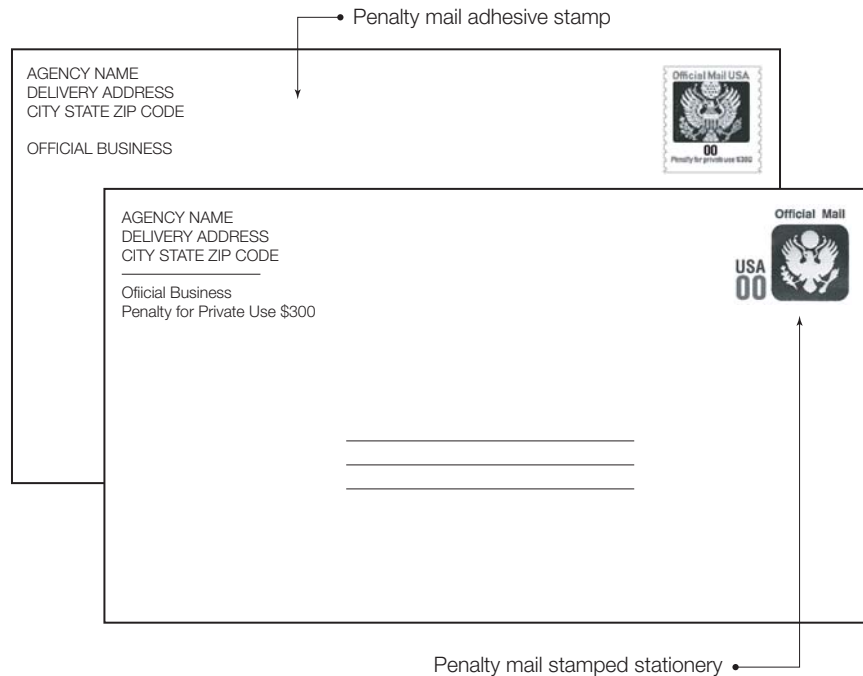 Penalty mail adhesive stamp
AGENCY NAME
DELIVERY ADDRESS
CITY STATE ZIP CODE
OFFICIAL BUSINESS
Official Mail USA
00
Penalty for private use $300
AGENCY NAME
DELIVERY ADDRESS
CITY STATE ZIP CODE
Ofiicial Business
Penalty for Private Use $300
Official Mail
USA
00
Penalty mail stamped stationery